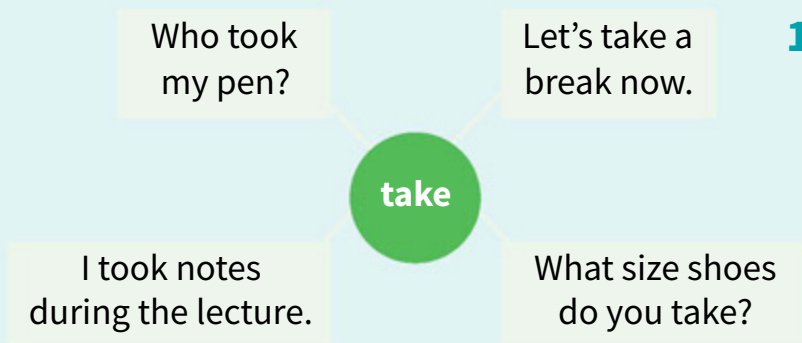 Who took
my pen?
Let’s take a
break now.
1
take
I took notes
during the lecture.
What size shoes
do you take?